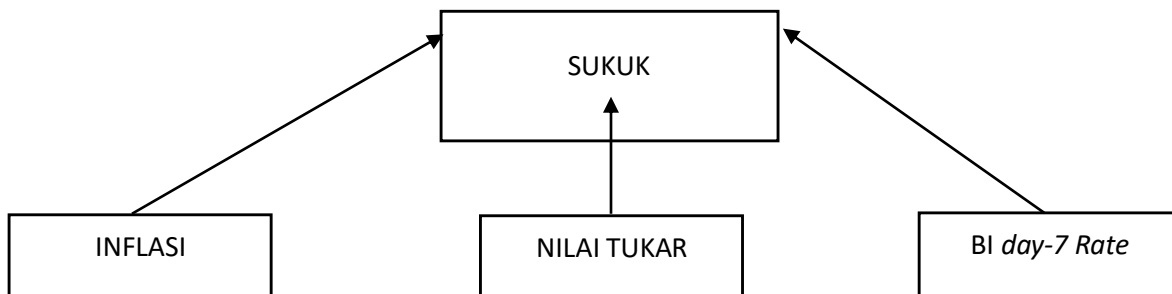 SUKUK
INFLASI
NILAI TUKAR
BI day-7 Rate